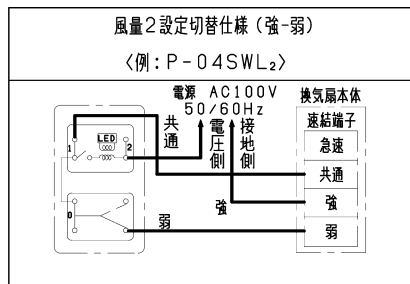 風量2設定切替仕様(強-弱)
〈例:P-04SWL₂〉
電源 AC100V
50/60Hz
換気扇本体
速結端子
急速
共通
強
弱
共通
電圧側
接地側
LED
1
2
0
弱
強